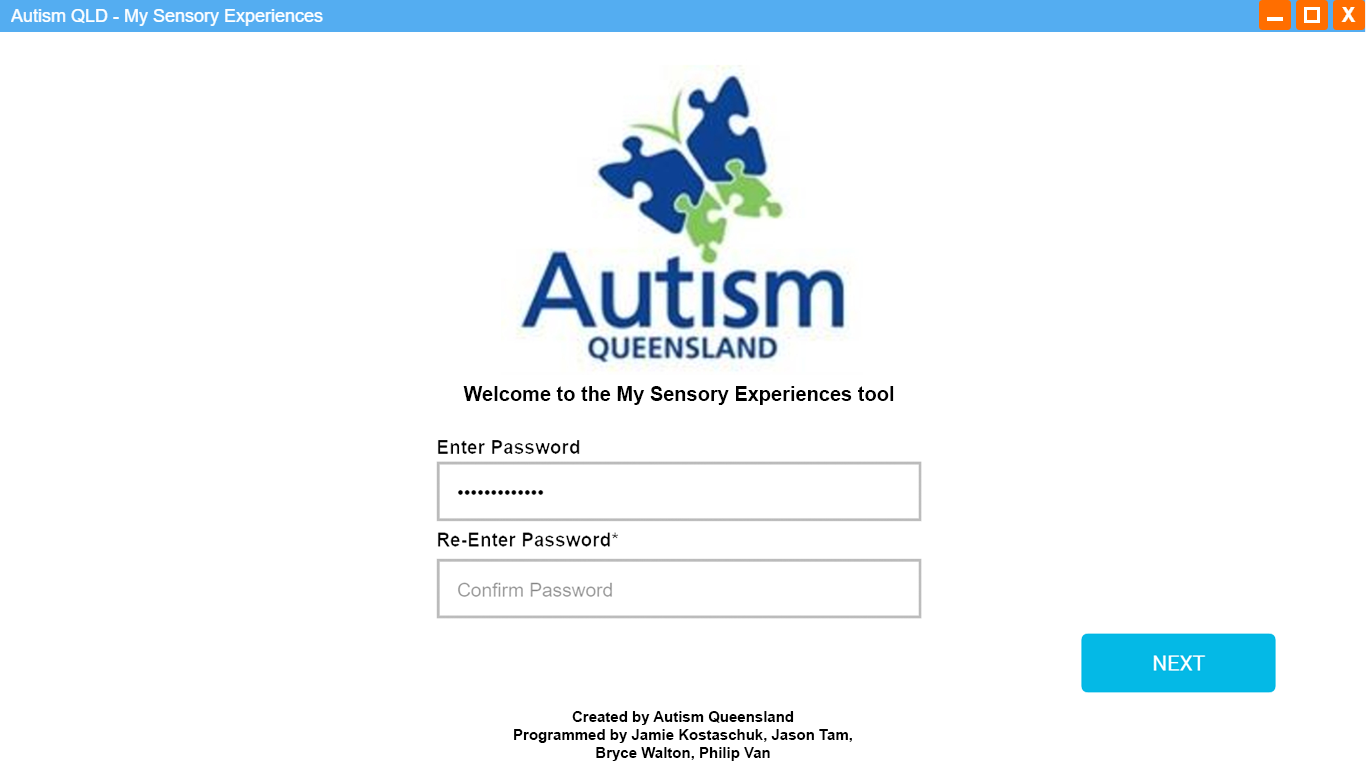 Autism QLD - My Sensory Experiences
X
Autism
QUEENSLAND
Welcome to the My Sensory Experiences tool
Enter Password
•••••••••••••
Re-Enter Password*
Confirm Password
NEXT
Created by Autism Queensland
Programmed by Jamie Kostaschuk, Jason Tam,
Bryce Walton, Philip Van